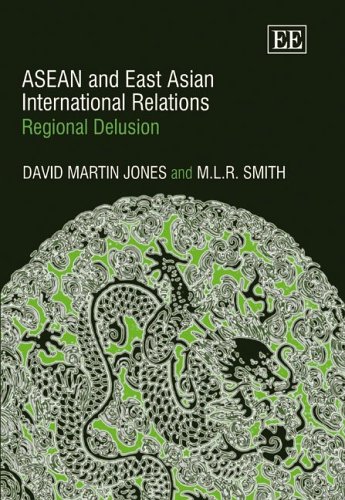 EE
ASEAN and East Asian
International Relations
Regional Delusion
DAVID MARTIN JONES and M.L.R. SMITH